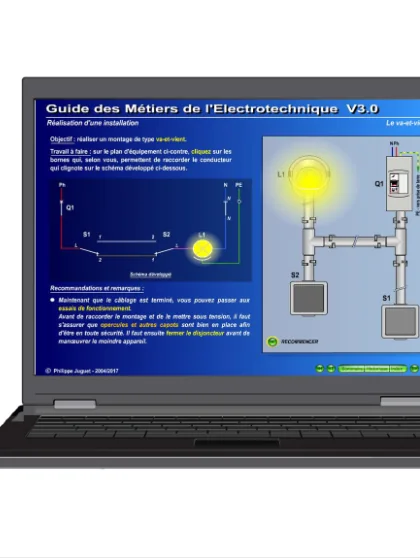 Guide des Métiers de l'Electrotechnique V3.0
Réalisation d'une installation
Le va-et-vie
Objectif : réaliser un montage de type va-et-vient.
Travail à faire : sur le plan d'équipement ci-contre, cliquez sur les
bornes qui, selon vous, permettent de raccorder le conducteur
qui clignote sur le schéma développé ci-dessous.
Ph
N
PE
Q1
N
N
S1
1
2
S2
L1
L
2
1
L
Schéma développé
Recommandations et remarques :
Maintenant que le câblage est terminé, vous pouvez passer aux
essais de fonctionnement.
Avant de raccorder le montage et de le mettre sous tension, il faut
s'assurer que opercules et autres capots sont bien en place afin
d'être en toute sécurité. Il faut ensuite fermer le disjoncteur avant de
manœuvrer le moindre appareil.
© Philippe Juguet - 2004/2017
N Ph
L1
Q1
S2
S1
RECOMMENCER